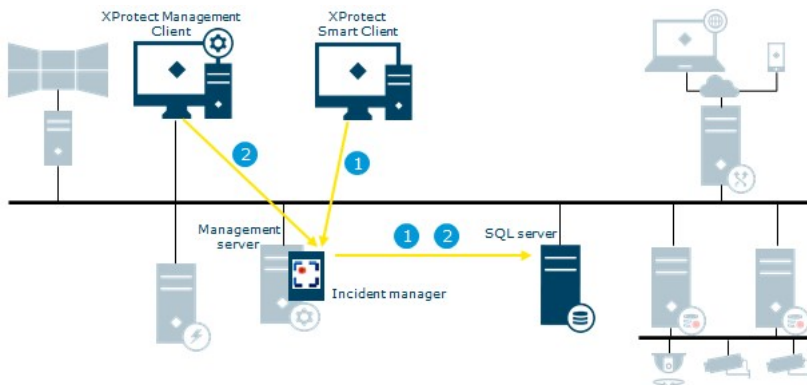 XProtect Management
Client
XProtect
Smart Client
2
1
Management
server
1 2
SQL server
Incident manager